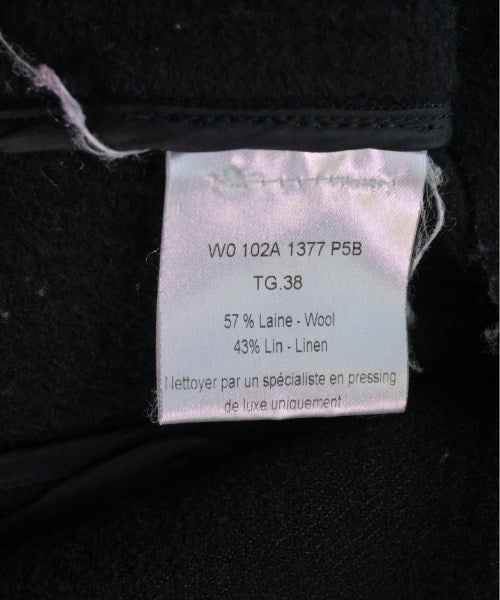 W0 102A 1377 P5B
TG.38
57 % Laine - Wool
43% Lin - Linen
Nettoyer par un spécialiste en pressing
de luxe uniquement